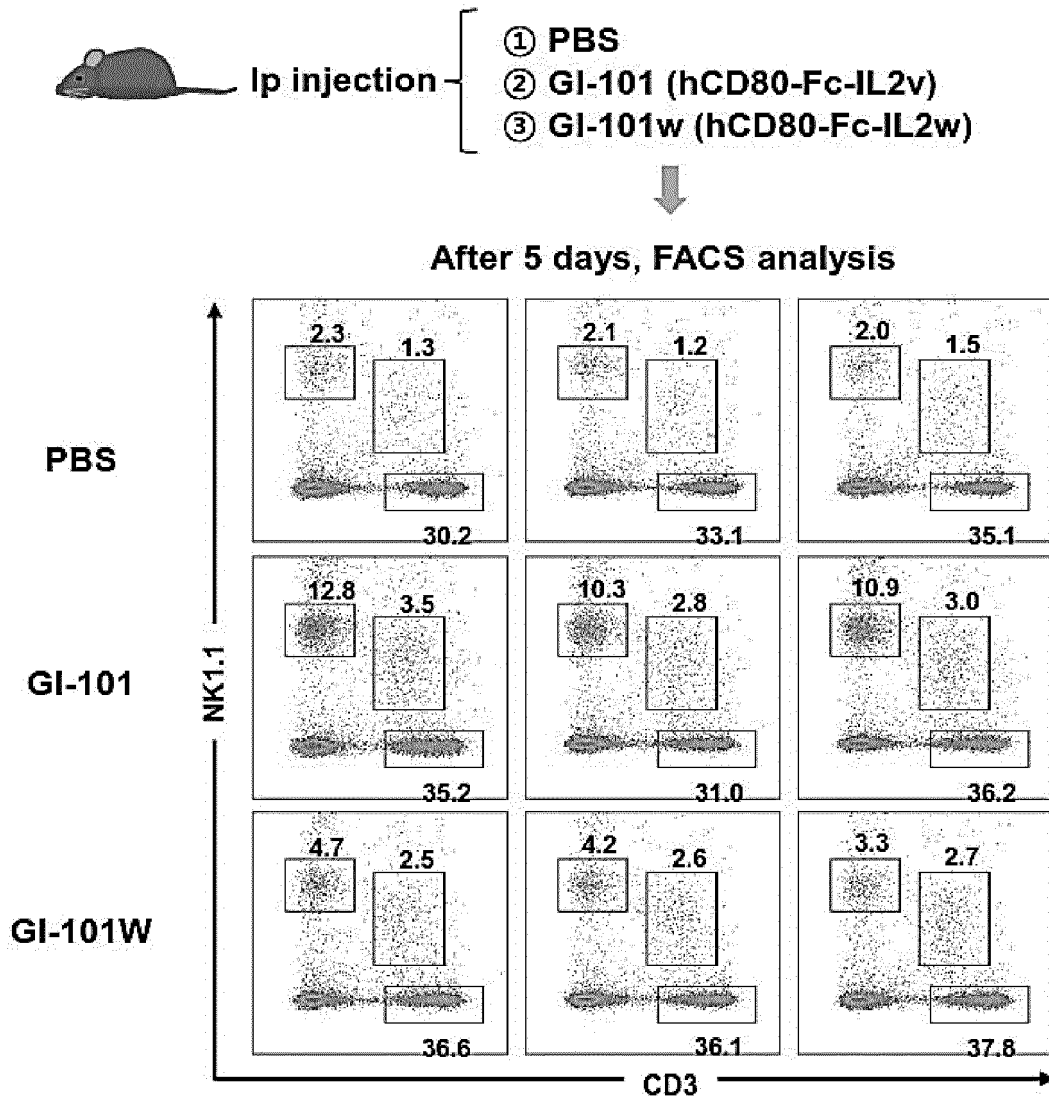 Ip injection
① PBS
② GI-101 (hCD80-Fc-IL2v)
③ GI-101w (hCD80-Fc-IL2w)
After 5 days, FACS analysis
PBS
2.3 1.3 30.2
2.1 1.2 33.1
2.0 1.5 35.1
GI-101
12.8 3.5 35.2
10.3 2.8 31.0
10.9 3.0 36.2
GI-101W
4.7 2.5 36.6
4.2 2.6 36.1
3.3 2.7 37.8
NK1.1
CD3